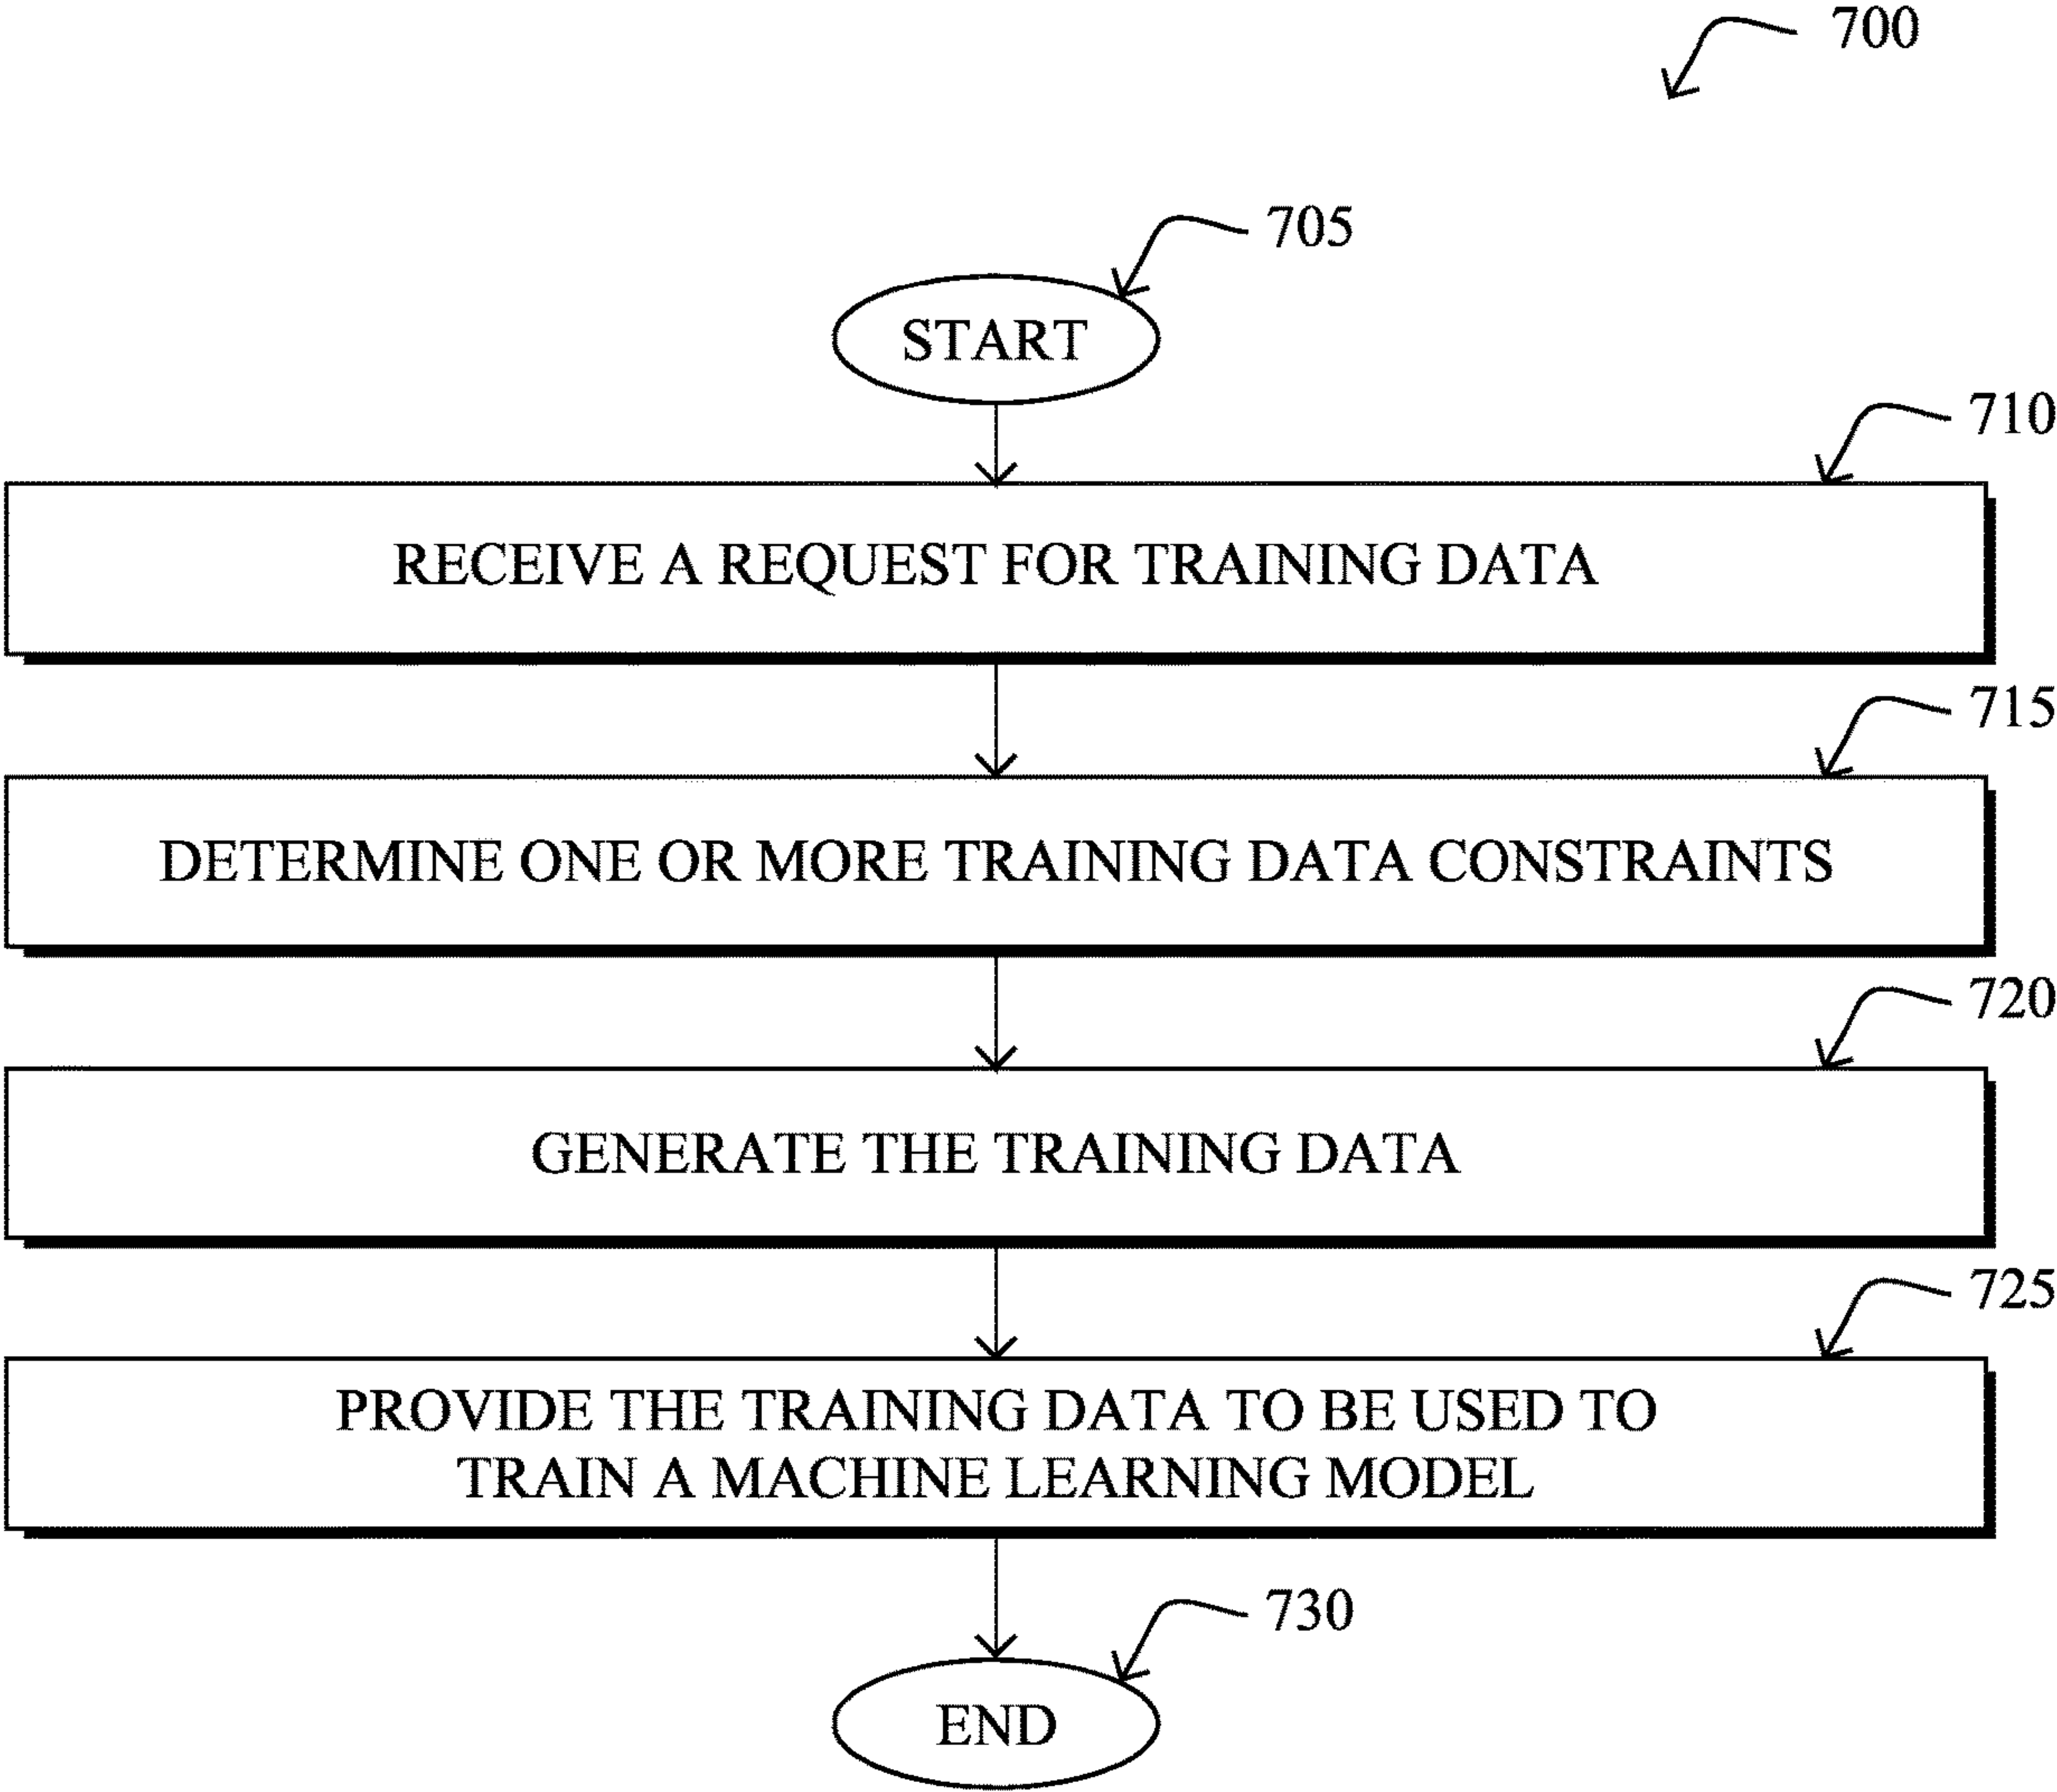 700
705
START
710
RECEIVE A REQUEST FOR TRAINING DATA
715
DETERMINE ONE OR MORE TRAINING DATA CONSTRAINTS
720
GENERATE THE TRAINING DATA
725
PROVIDE THE TRAINING DATA TO BE USED TO
TRAIN A MACHINE LEARNING MODEL
730
END